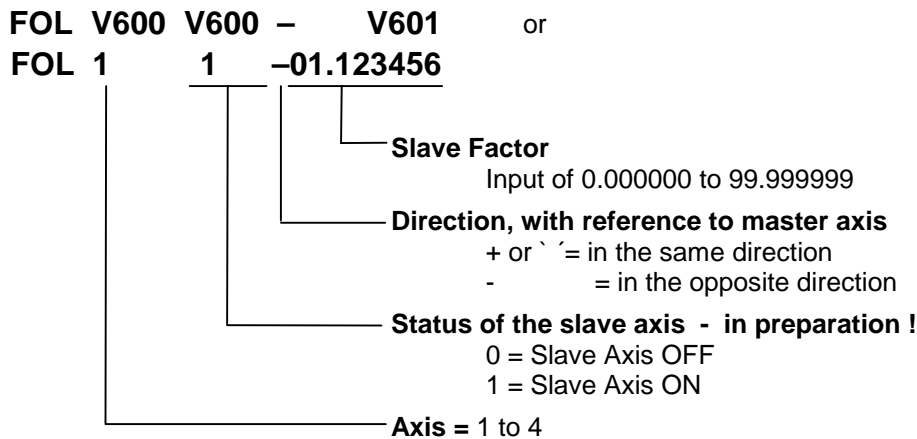 FOL V600 V600 – V601 or
FOL 1 1 –01.123456
Slave Factor
Input of 0.000000 to 99.999999
Direction, with reference to master axis
+ or ` ´= in the same direction
- = in the opposite direction
Status of the slave axis - in preparation !
0 = Slave Axis OFF
1 = Slave Axis ON
Axis = 1 to 4